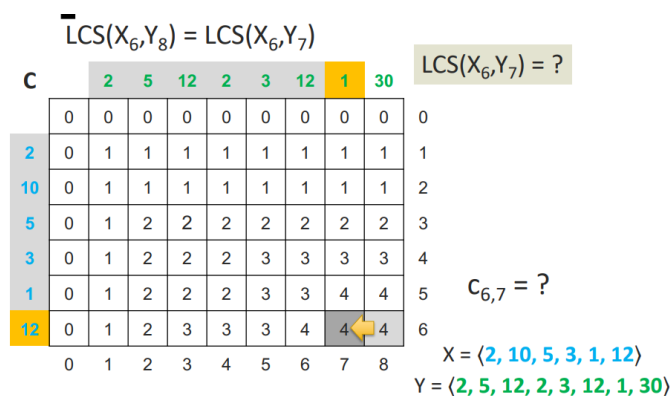 LCS(X₆,Y₈) = LCS(X₆,Y₇)
LCS(X₆,Y₇) = ?
C 2 5 12 2 3 12 1 30
0 0 0 0 0 0 0 0 0 0
2 0 1 1 1 1 1 1 1 1 1
10 0 1 1 1 1 1 1 1 1 2
5 0 1 2 2 2 2 2 2 2 3
3 0 1 2 2 2 3 3 3 3 4
1 0 1 2 2 2 3 3 4 4 5
12 0 1 2 3 3 3 4 4 4 6
0 1 2 3 4 5 6 7 8
c₆,₇ = ?
X = ⟨2, 10, 5, 3, 1, 12⟩
Y = ⟨2, 5, 12, 2, 3, 12, 1, 30⟩